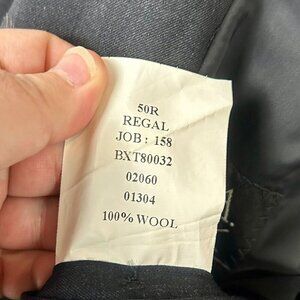 50R
REGAL
JOB: 158
BXT80032
02060
01304
100% WOOL